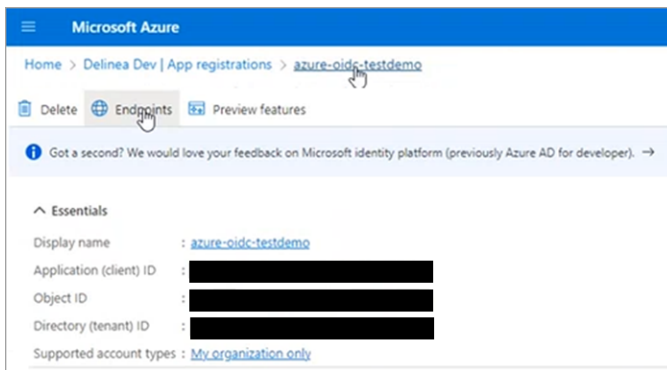 Microsoft Azure
Home > Delinea Dev | App registrations > azure-oidc-testdemo
Delete Endpoints Preview features
Got a second? We would love your feedback on Microsoft identity platform (previously Azure AD for developer). →
Essentials
Display name : azure-oidc-testdemo
Application (client) ID :
Object ID :
Directory (tenant) ID :
Supported account types : My organization only